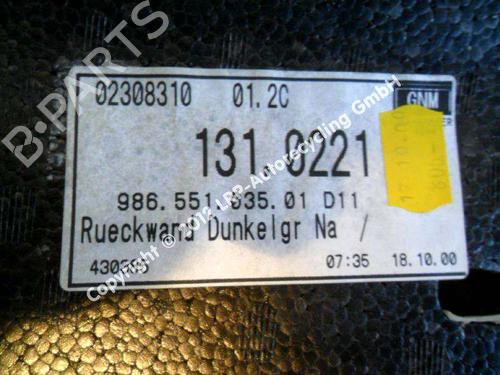 B-PARTS
02308310 01.2C
GNM
131.0221
986.551.535.01 D11
Rueckwand Dunkelgr Na /
07:35 18.10.00
Copyright © 2012 LRP-Autorecycling GmbH